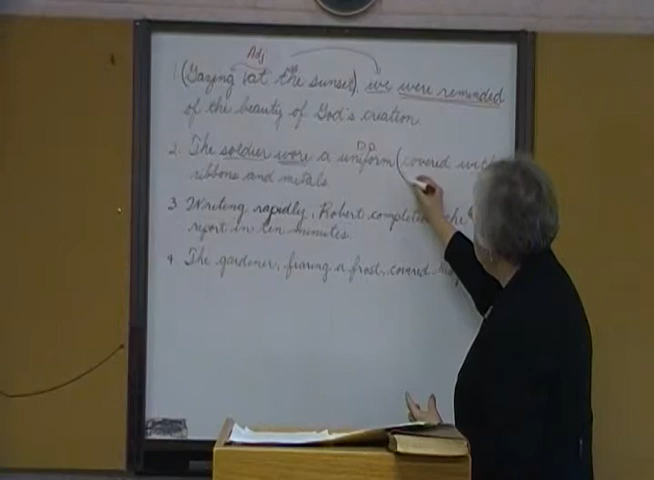 Adj
1 (Gazing at the sunset), we were reminded
of the beauty of God's creation
D.O.
2. The soldier wore a uniform (covered with
ribbons and metals.
3 Writing rapidly, Robert completed the
report in ten minutes.
4. The gardener, fearing a frost, covered his